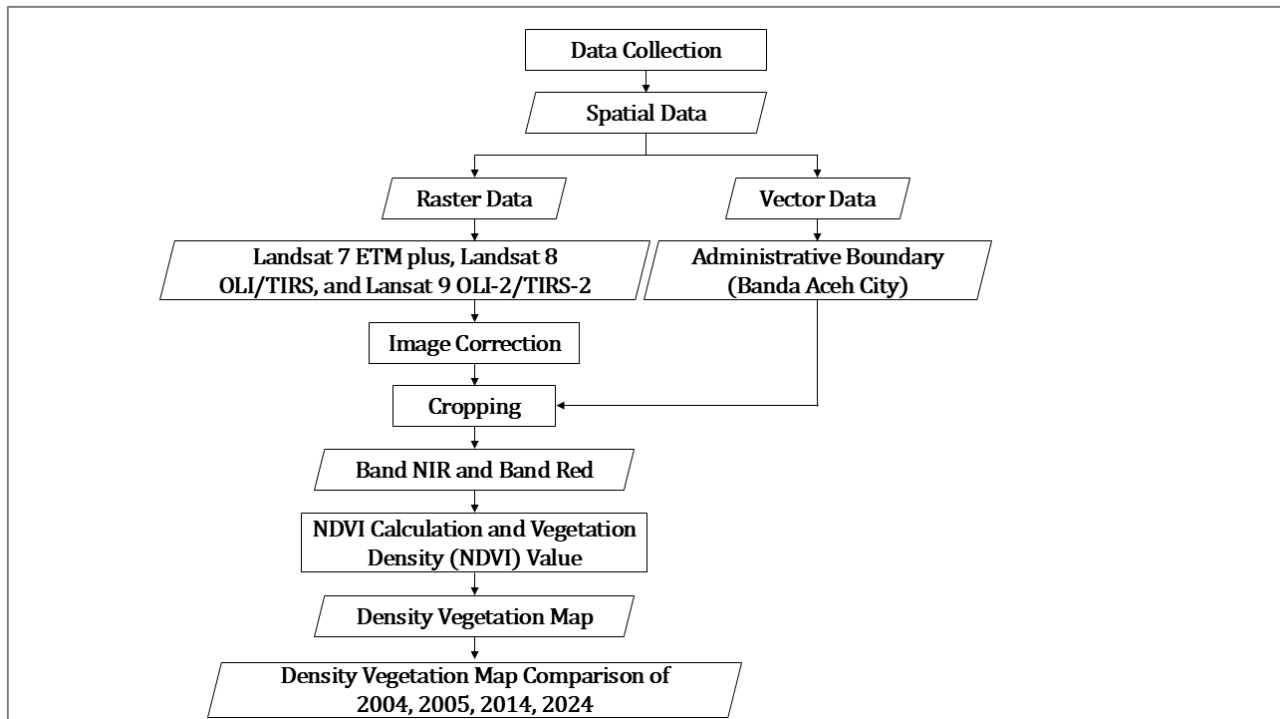 Data Collection
Spatial Data
Raster Data
Vector Data
Landsat 7 ETM plus, Landsat 8
OLI/TIRS, and Lansat 9 OLI-2/TIRS-2
Administrative Boundary
(Banda Aceh City)
Image Correction
Cropping
Band NIR and Band Red
NDVI Calculation and Vegetation
Density (NDVI) Value
Density Vegetation Map
Density Vegetation Map Comparison of
2004, 2005, 2014, 2024